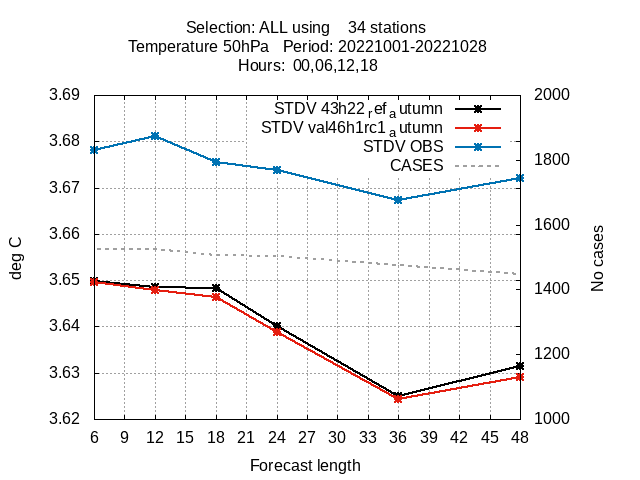 Selection: ALL using    34 stations
Temperature 50hPa   Period: 20221001-20221028
Hours:  00,06,12,18
3.69
3.68
3.67
3.66
3.65
3.64
3.63
3.62
deg C
STDV 43h22_ref_autumn
STDV val46h1rc1_autumn
STDV OBS
CASES
2000
1800
1600
1400
1200
1000
No cases
6 9 12 15 18 21 24 27 30 33 36 39 42 45 48
Forecast length